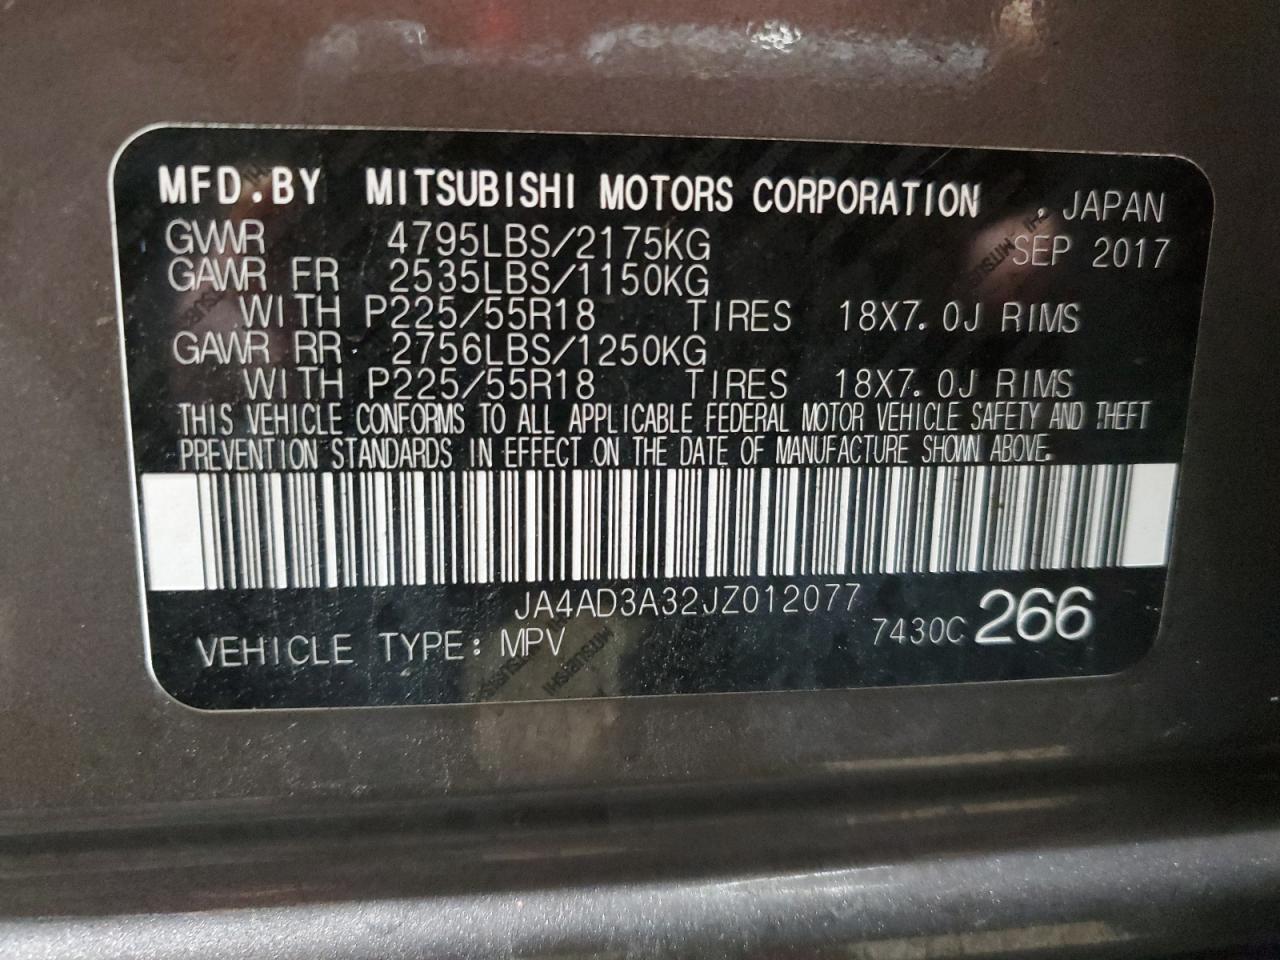 MFD.BY MITSUBISHI MOTORS CORPORATION , JAPAN
GVWR 4795LBS/2175KG SEP 2017
GAWR FR 2535LBS/1150KG
WITH P225/55R18 TIRES 18X7.0J RIMS
GAWR RR 2756LBS/1250KG
WITH P225/55R18 TIRES 18X7.0J RIMS
THIS VEHICLE CONFORMS TO ALL APPLICABLE FEDERAL MOTOR VEHICLE SAFETY AND THEFT
PREVENTION STANDARDS IN EFFECT ON THE DATE OF MANUFACTURE SHOWN ABOVE.
JA4AD3A32JZ012077
VEHICLE TYPE: MPV 7430C 266